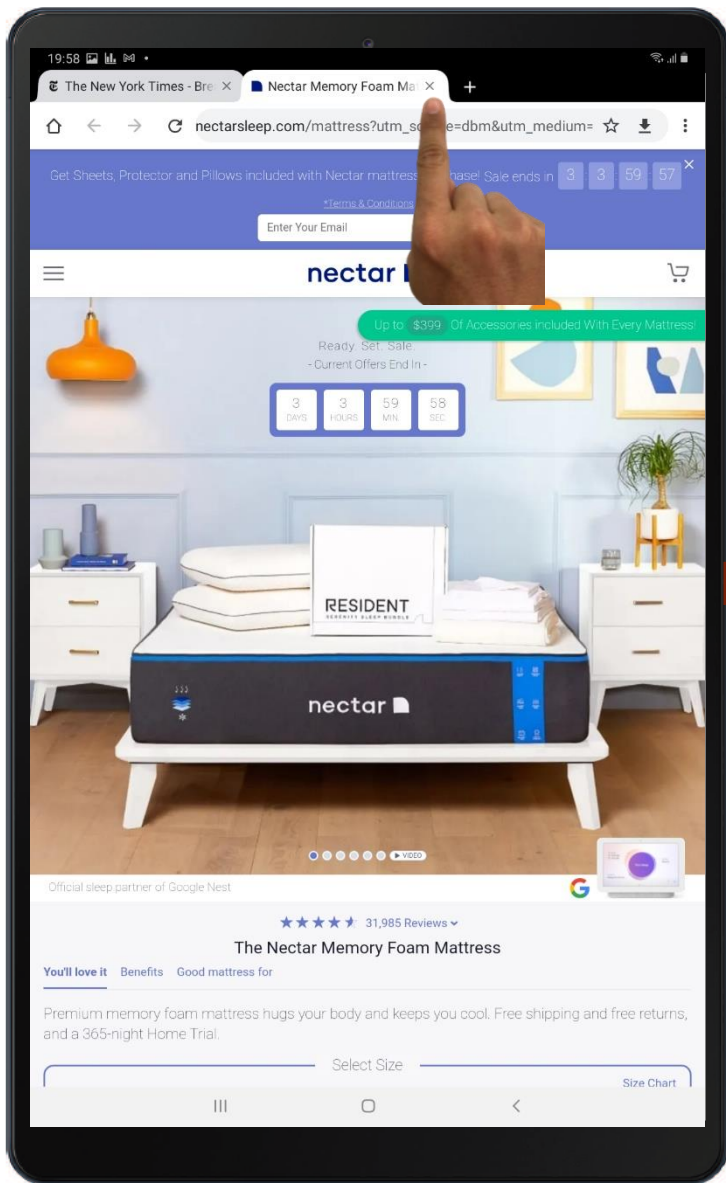 19:58
The New York Times - Bre
Nectar Memory Foam Ma
nectarsleep.com/mattress?utm_so e=dbm&utm_medium=
Get Sheets, Protector and Pillows included with Nectar mattress hase! Sale ends in 3 3 59 57
*Terms & Conditions
Enter Your Email
nectar
Up to $399 Of Accessories included With Every Mattress!
Ready. Set. Sale.
- Current Offers End In -
3 3 59 58
DAYS HOURS MIN SEC
RESIDENT
SERENITY SLEEP BUNDLE
nectar
VIDEO
Official sleep partner of Google Nest
G
31,985 Reviews
The Nectar Memory Foam Mattress
You'll love it Benefits Good mattress for
Premium memory foam mattress hugs your body and keeps you cool. Free shipping and free returns,
and a 365-night Home Trial.
Select Size
Size Chart